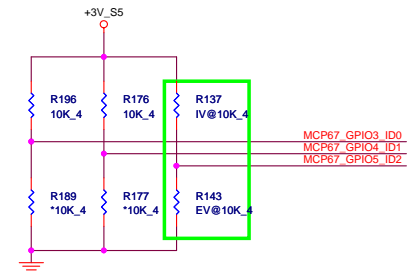 +3V_S5
R196
10K_4
R176
10K_4
R137
IV@10K_4
MCP67_GPIO3_ID0
MCP67_GPIO4_ID1
MCP67_GPIO5_ID2
R189
*10K_4
R177
*10K_4
R143
EV@10K_4